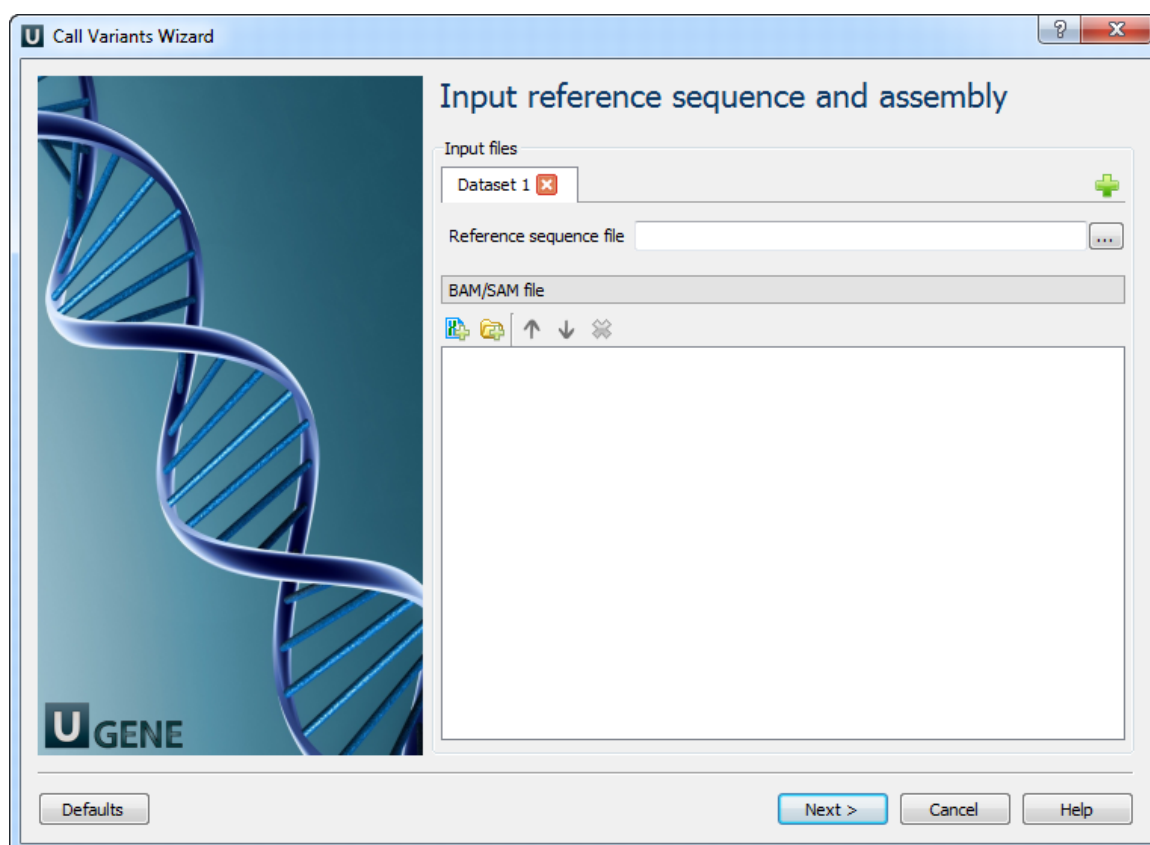 U Call Variants Wizard
?
X
Input reference sequence and assembly
Input files
Dataset 1
Reference sequence file
...
BAM/SAM file
U GENE
Defaults
Next >
Cancel
Help